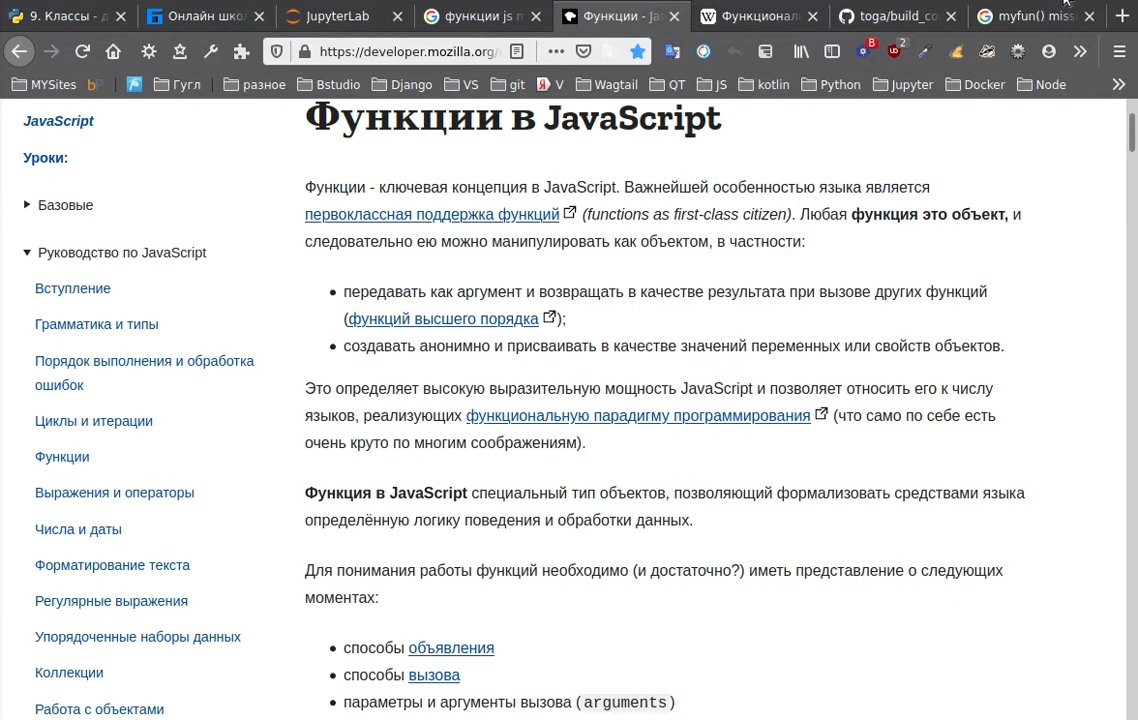 9. Классы - д
Онлайн шко
JupyterLab
функции js m
Функции - Ja
Функционал
toga/build_co
myfun() miss
https://developer.mozilla.org/
MYSites
Гугл
разное
Bstudio
Django
VS
git
V
Wagtail
QT
JS
kotlin
Python
Jupyter
Docker
Node
JavaScript
Уроки:
Базовые
Руководство по JavaScript
Вступление
Грамматика и типы
Порядок выполнения и обработка
ошибок
Циклы и итерации
Функции
Выражения и операторы
Числа и даты
Форматирование текста
Регулярные выражения
Упорядоченные наборы данных
Коллекции
Работа с объектами
Функции в JavaScript
Функции - ключевая концепция в JavaScript. Важнейшей особенностью языка является
первоклассная поддержка функций (functions as first-class citizen). Любая функция это объект, и
следовательно ею можно манипулировать как объектом, в частности:
• передавать как аргумент и возвращать в качестве результата при вызове других функций
(функций высшего порядка);
• создавать анонимно и присваивать в качестве значений переменных или свойств объектов.
Это определяет высокую выразительную мощность JavaScript и позволяет относить его к числу
языков, реализующих функциональную парадигму программирования (что само по себе есть
очень круто по многим соображениям).
Функция в JavaScript специальный тип объектов, позволяющий формализовать средствами языка
определённую логику поведения и обработки данных.
Для понимания работы функций необходимо (и достаточно?) иметь представление о следующих
моментах:
• способы объявления
• способы вызова
• параметры и аргументы вызова (arguments)